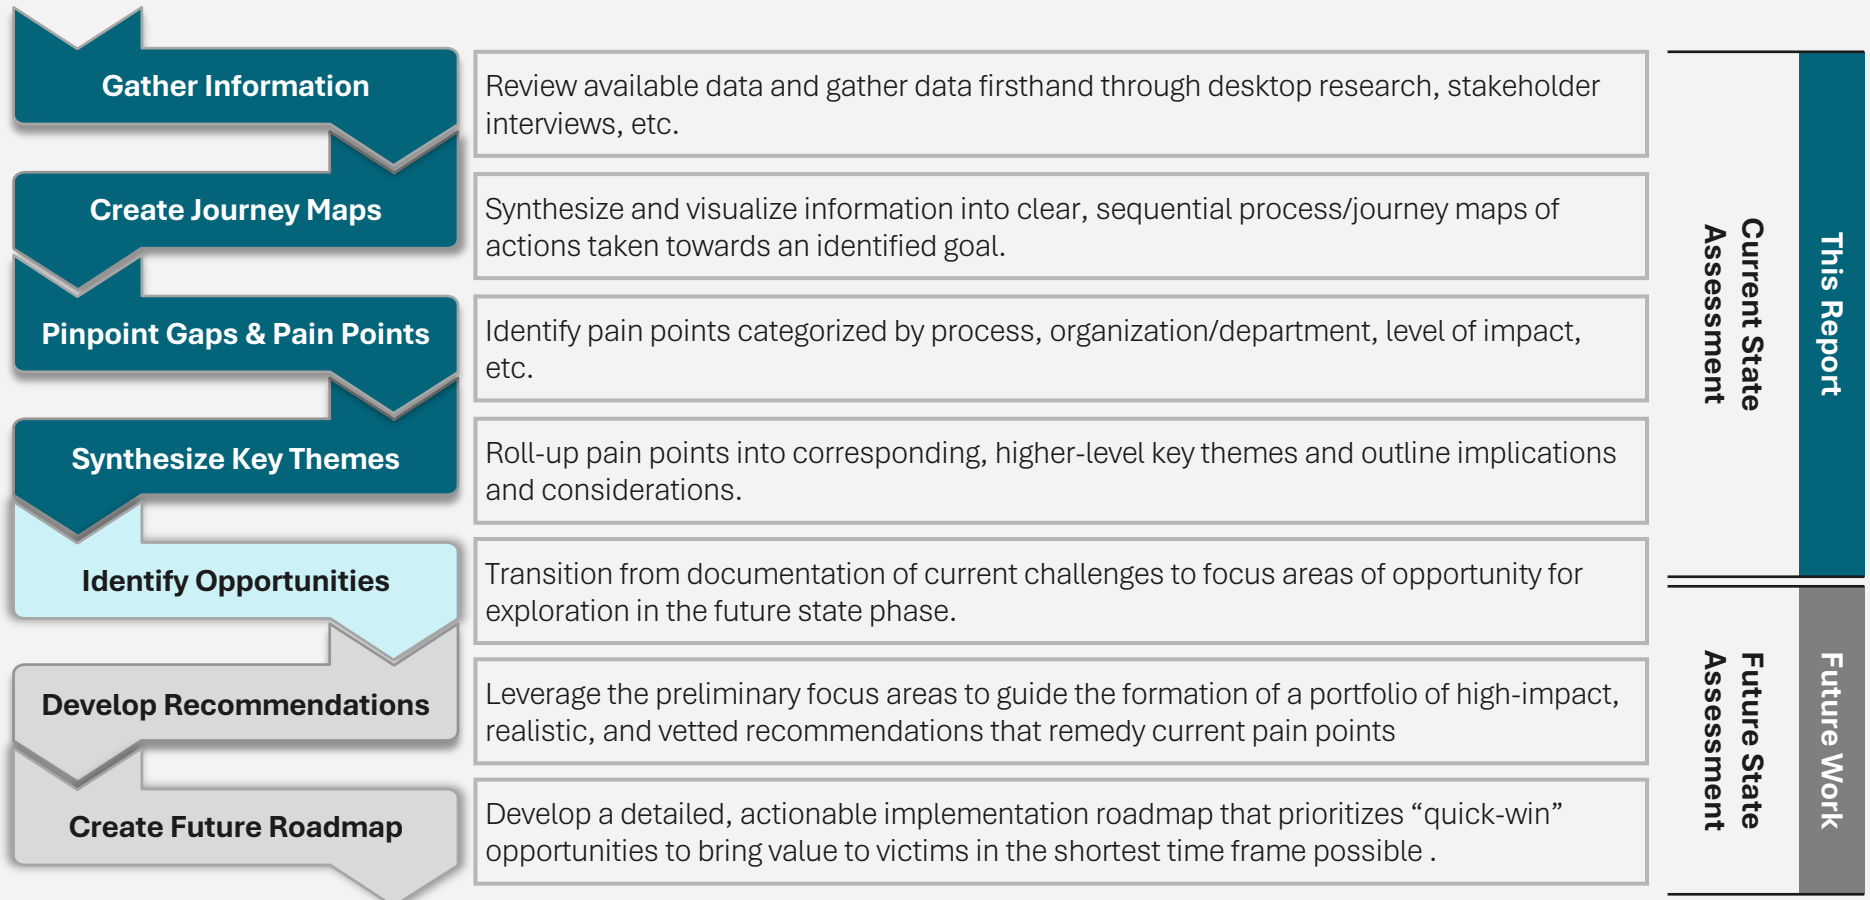 Gather Information
Review available data and gather data firsthand through desktop research, stakeholder
interviews, etc.
Create Journey Maps
Synthesize and visualize information into clear, sequential process/journey maps of
actions taken towards an identified goal.
Pinpoint Gaps & Pain Points
Identify pain points categorized by process, organization/department, level of impact,
etc.
Synthesize Key Themes
Roll-up pain points into corresponding, higher-level key themes and outline implications
and considerations.
Identify Opportunities
Transition from documentation of current challenges to focus areas of opportunity for
exploration in the future state phase.
Develop Recommendations
Leverage the preliminary focus areas to guide the formation of a portfolio of high-impact,
realistic, and vetted recommendations that remedy current pain points
Create Future Roadmap
Develop a detailed, actionable implementation roadmap that prioritizes “quick-win”
opportunities to bring value to victims in the shortest time frame possible .
Current State
Assessment
This Report
Future State
Assessment
Future Work